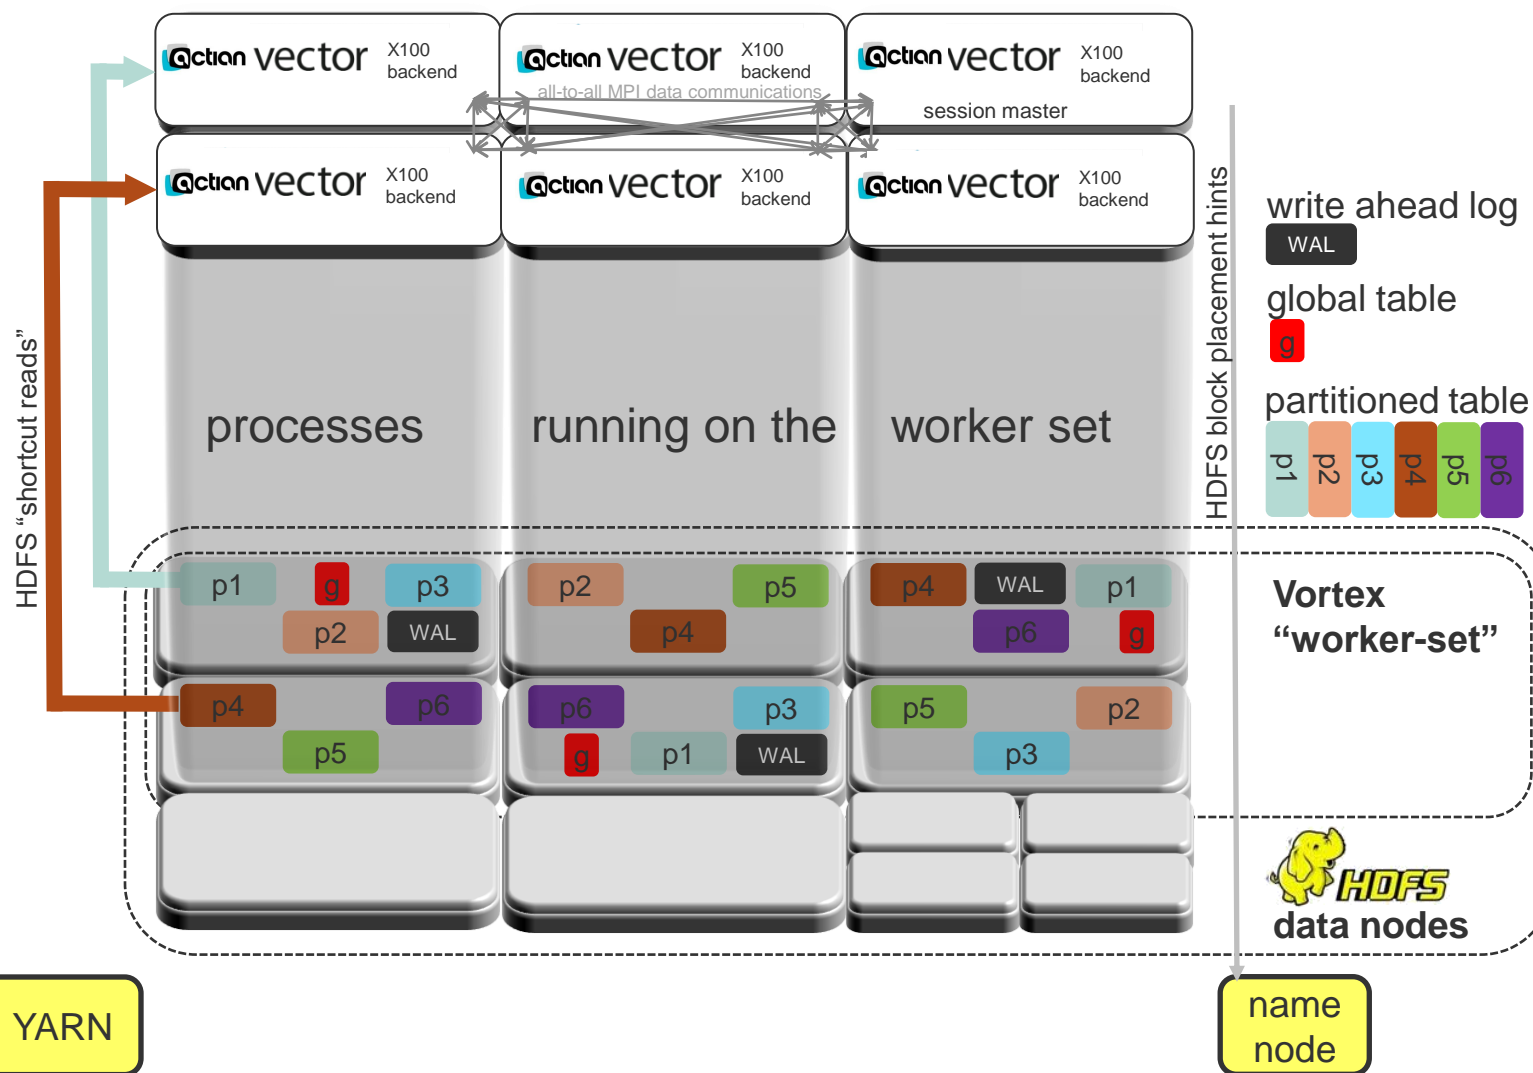 actian vector X100 backend
actian vector X100 backend
actian vector X100 backend
all-to-all MPI data communications
session master
actian vector X100 backend
actian vector X100 backend
actian vector X100 backend
HDFS “shortcut reads”
HDFS block placement hints
write ahead log
WAL
global table
g
partitioned table
p1 p2 p3 p4 p5 p6
processes running on the worker set
p1 g p3 p2 p5 p4 WAL p1
p2 WAL p4 p6 g
p4 p6 p6 p3 p5 p2
p5 g p1 WAL p3
Vortex
“worker-set”
HDFS
data nodes
YARN
name
node